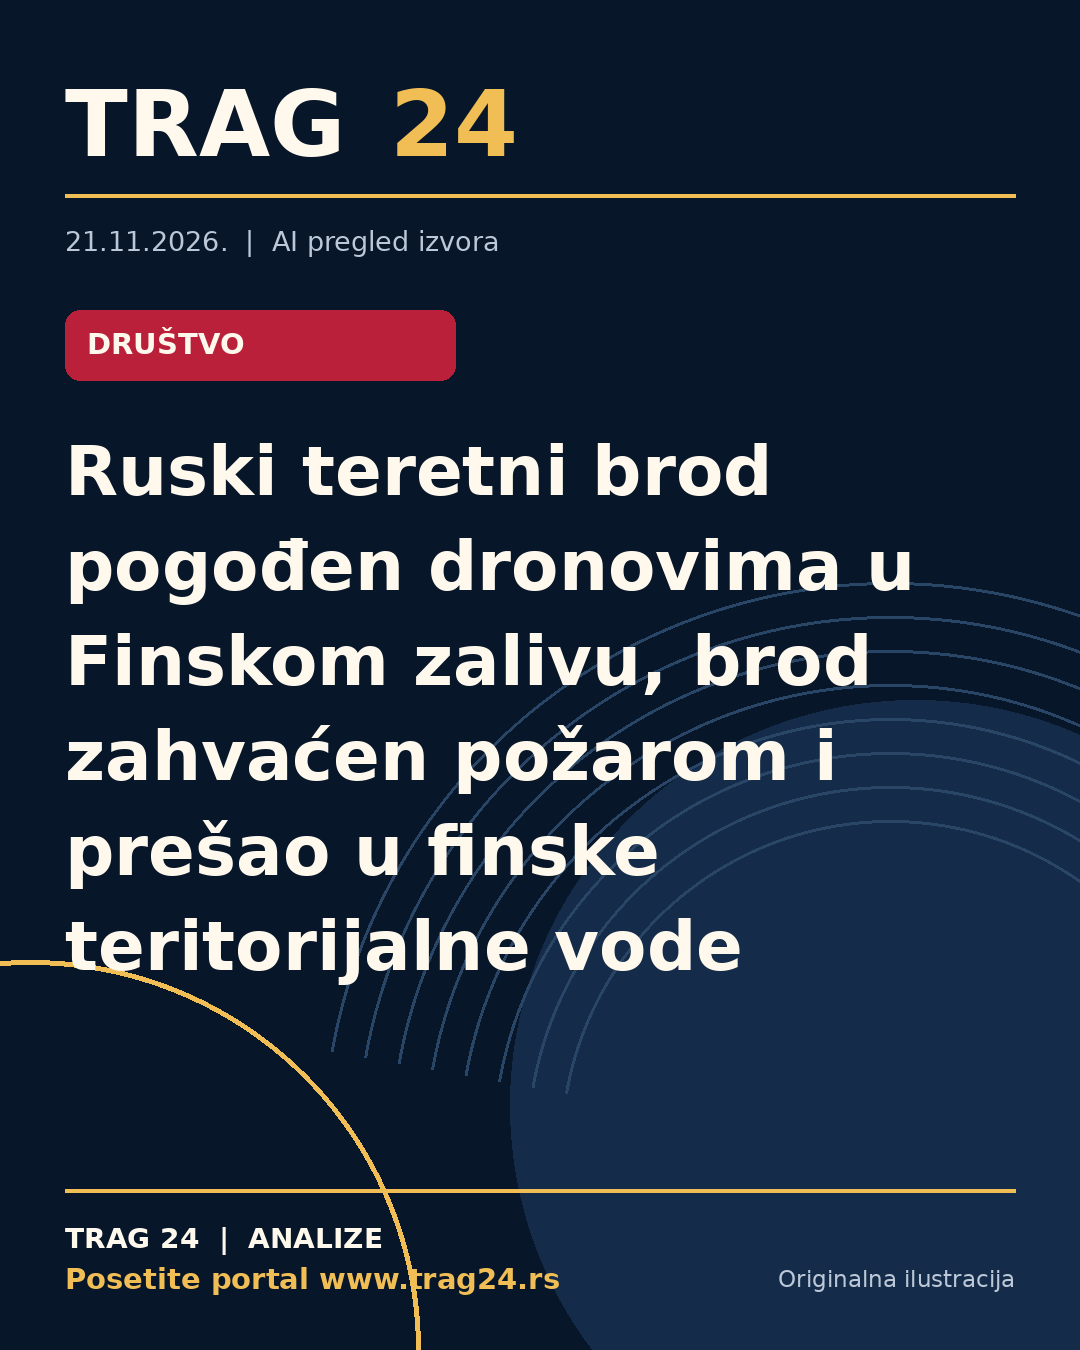 TRAG 24
21.11.2026. | AI pregled izvora
DRUŠTVO
Ruski teretni brod
pogođen dronovima u
Finskom zalivu, brod
zahvaćen požarom i
prešao u finske
teritorijalne vode
TRAG 24 | ANALIZE
Posetite portal www.trag24.rs
Originalna ilustracija